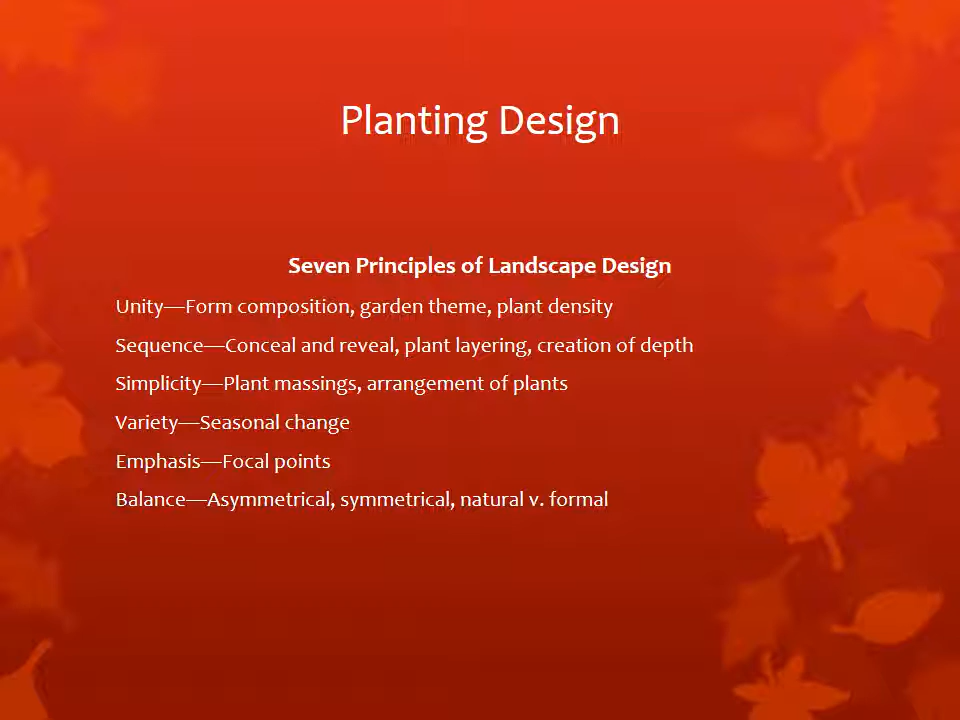 Planting Design
Seven Principles of Landscape Design
Unity—Form composition, garden theme, plant density
Sequence—Conceal and reveal, plant layering, creation of depth
Simplicity—Plant massings, arrangement of plants
Variety—Seasonal change
Emphasis—Focal points
Balance—Asymmetrical, symmetrical, natural v. formal